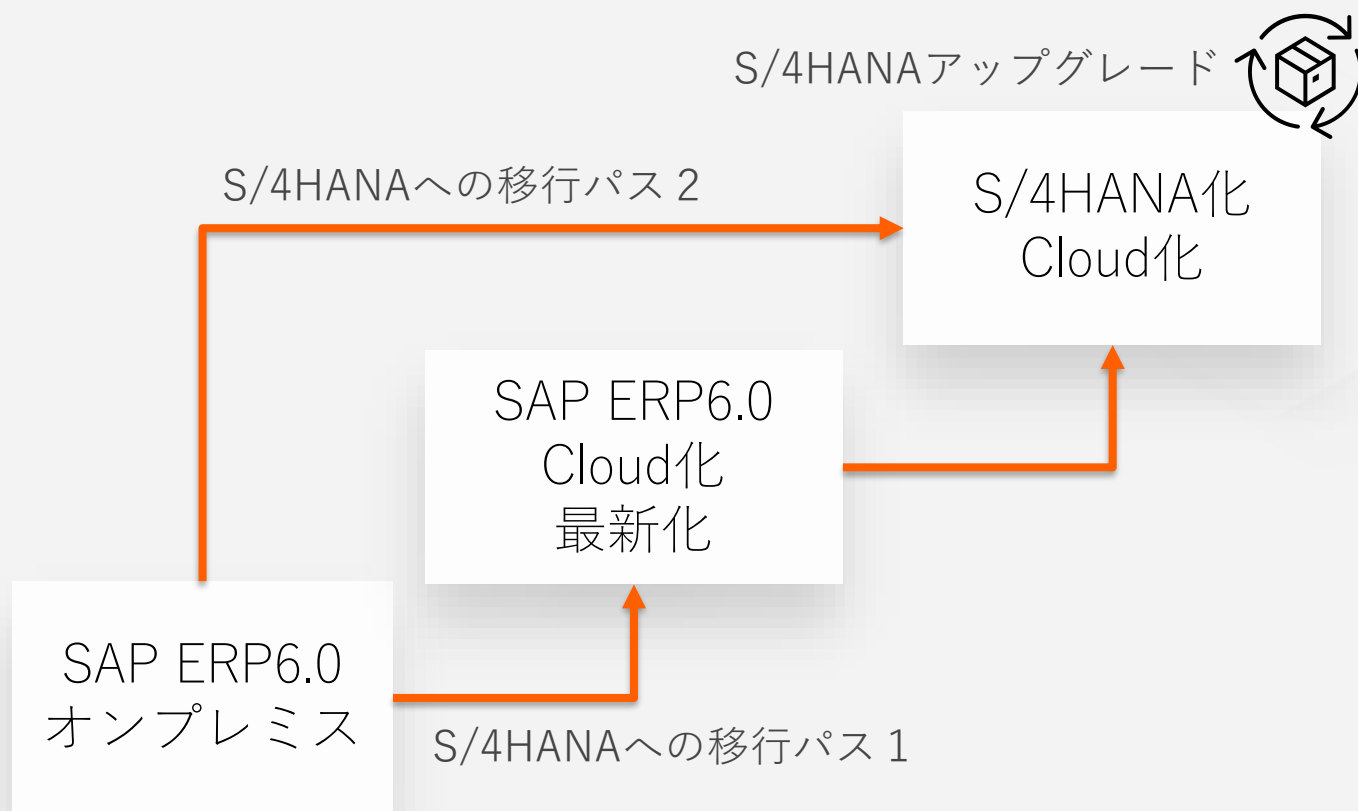 S/4HANAアップグレード
S/4HANAへの移行パス2
S/4HANA化
Cloud化
SAP ERP6.0
Cloud化
最新化
SAP ERP6.0
オンプレミス
S/4HANAへの移行パス1